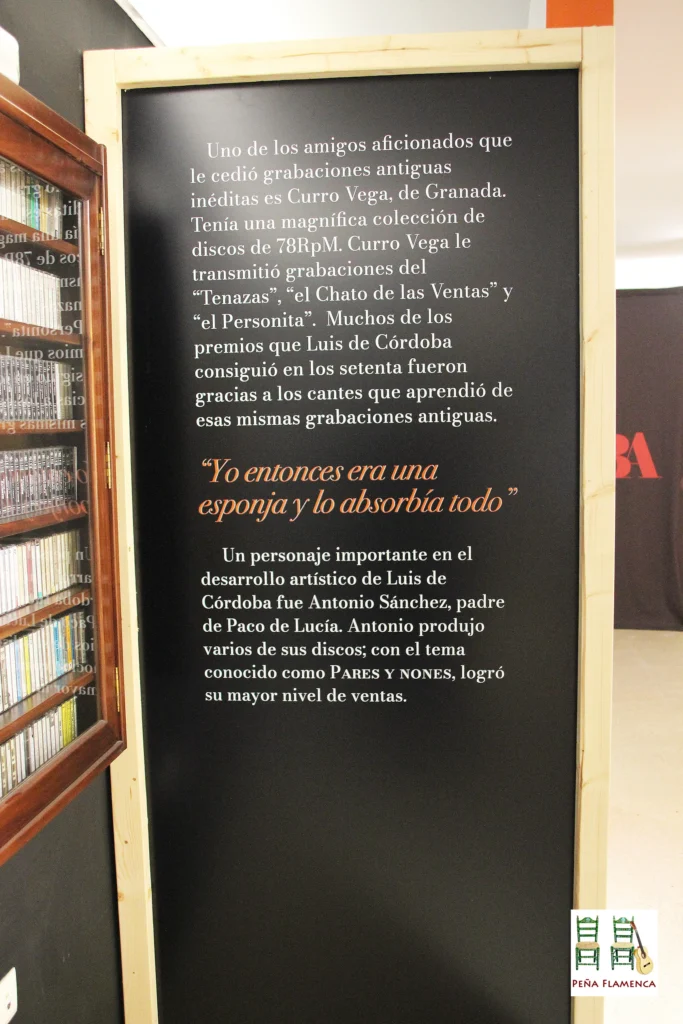 Uno de los amigos aficionados que
le cedió grabaciones antiguas
inéditas es Curro Vega, de Granada.
Tenía una magnífica colección de
discos de 78RpM. Curro Vega le
transmitió grabaciones del
“Tenazas”, “el Chato de las Ventas” y
“el Personita”. Muchos de los
premios que Luis de Córdoba
consiguió en los setenta fueron
gracias a los cantes que aprendió de
esas mismas grabaciones antiguas.
“Yo entonces era una
esponja y lo absorbía todo”
Un personaje importante en el
desarrollo artístico de Luis de
Córdoba fue Antonio Sánchez, padre
de Paco de Lucía. Antonio produjo
varios de sus discos; con el tema
conocido como PARES Y NONES, logró
su mayor nivel de ventas.
BA
PEÑA FLAMENCA